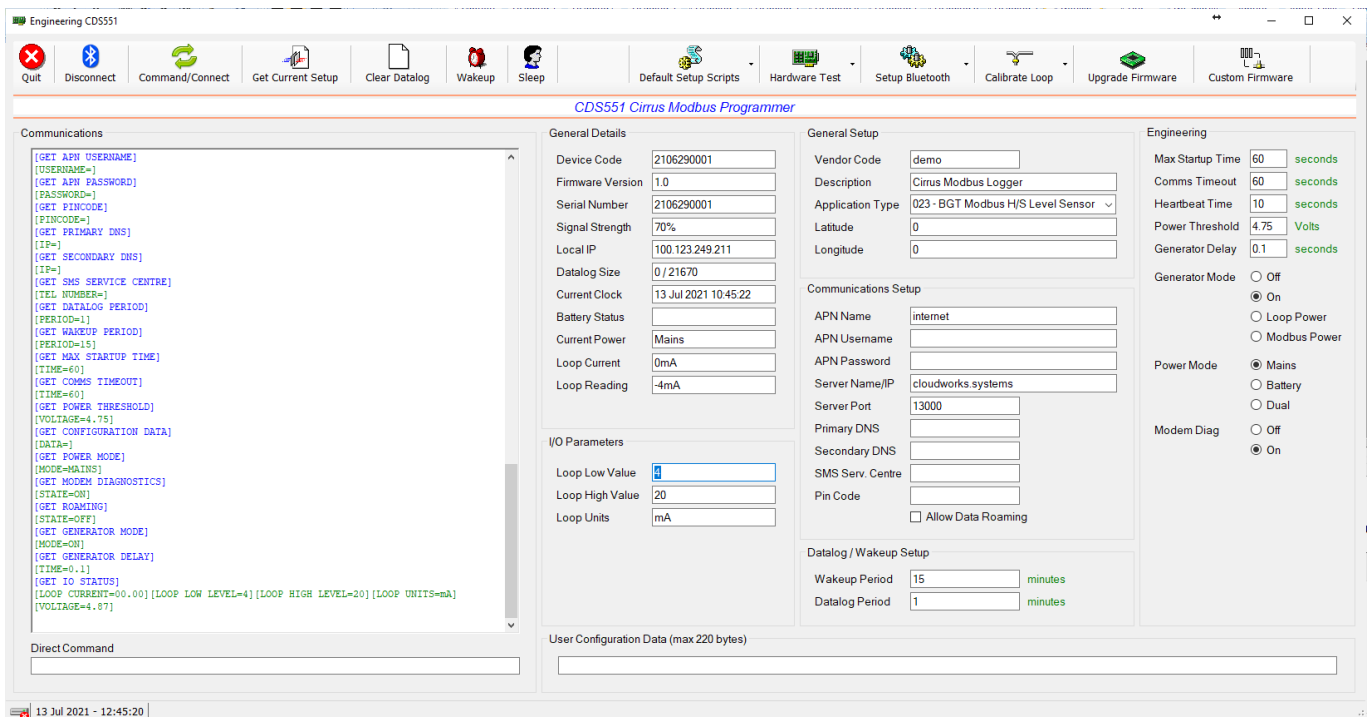 Engineering CDS551
Quit
Disconnect
Command/Connect
Get Current Setup
Clear Datalog
Wakeup
Sleep
Default Setup Scripts
Hardware Test
Setup Bluetooth
Calibrate Loop
Upgrade Firmware
Custom Firmware
CDS551 Cirrus Modbus Programmer
Communications
[GET APN USERNAME]
[USERNAME=]
[GET APN PASSWORD]
[PASSWORD=]
[GET PINCODE]
[PINCODE=]
[GET PRIMARY DNS]
[IP=]
[GET SECONDARY DNS]
[IP=]
[GET SMS SERVICE CENTRE]
[TEL NUMBER=]
[GET DATALOG PERIOD]
[PERIOD=1]
[GET WAKEUP PERIOD]
[PERIOD=15]
[GET MAX STARTUP TIME]
[TIME=60]
[GET COMMS TIMEOUT]
[TIME=60]
[GET POWER THRESHOLD]
[VOLTAGE=4.75]
[GET CONFIGURATION DATA]
[DATA=]
[GET POWER MODE]
[MODE=MAINS]
[GET MODEM DIAGNOSTICS]
[STATE=ON]
[GET ROAMING]
[STATE=OFF]
[GET GENERATOR MODE]
[MODE=ON]
[GET GENERATOR DELAY]
[TIME=0.1]
[GET IO STATUS]
[LOOP CURRENT=00.00][LOOP LOW LEVEL=4][LOOP HIGH LEVEL=20][LOOP UNITS=mA]
[VOLTAGE=4.87]
Direct Command
General Details
Device Code 2106290001
Firmware Version 1.0
Serial Number 2106290001
Signal Strength 70%
Local IP 100.123.249.211
Datalog Size 0 / 21670
Current Clock 13 Jul 2021 10:45:22
Battery Status
Current Power Mains
Loop Current 0mA
Loop Reading -4mA
I/O Parameters
Loop Low Value 4
Loop High Value 20
Loop Units mA
General Setup
Vendor Code demo
Description Cirrus Modbus Logger
Application Type 023 - BGT Modbus H/S Level Sensor
Latitude 0
Longitude 0
Communications Setup
APN Name internet
APN Username
APN Password
Server Name/IP cloudworks.systems
Server Port 13000
Primary DNS
Secondary DNS
SMS Serv. Centre
Pin Code
Allow Data Roaming
Datalog / Wakeup Setup
Wakeup Period 15 minutes
Datalog Period 1 minutes
Engineering
Max Startup Time 60 seconds
Comms Timeout 60 seconds
Heartbeat Time 10 seconds
Power Threshold 4.75 Volts
Generator Delay 0.1 seconds
Generator Mode Off
On
Loop Power
Modbus Power
Power Mode Mains
Battery
Dual
Modem Diag Off
On
User Configuration Data (max 220 bytes)
13 Jul 2021 - 12:45:20